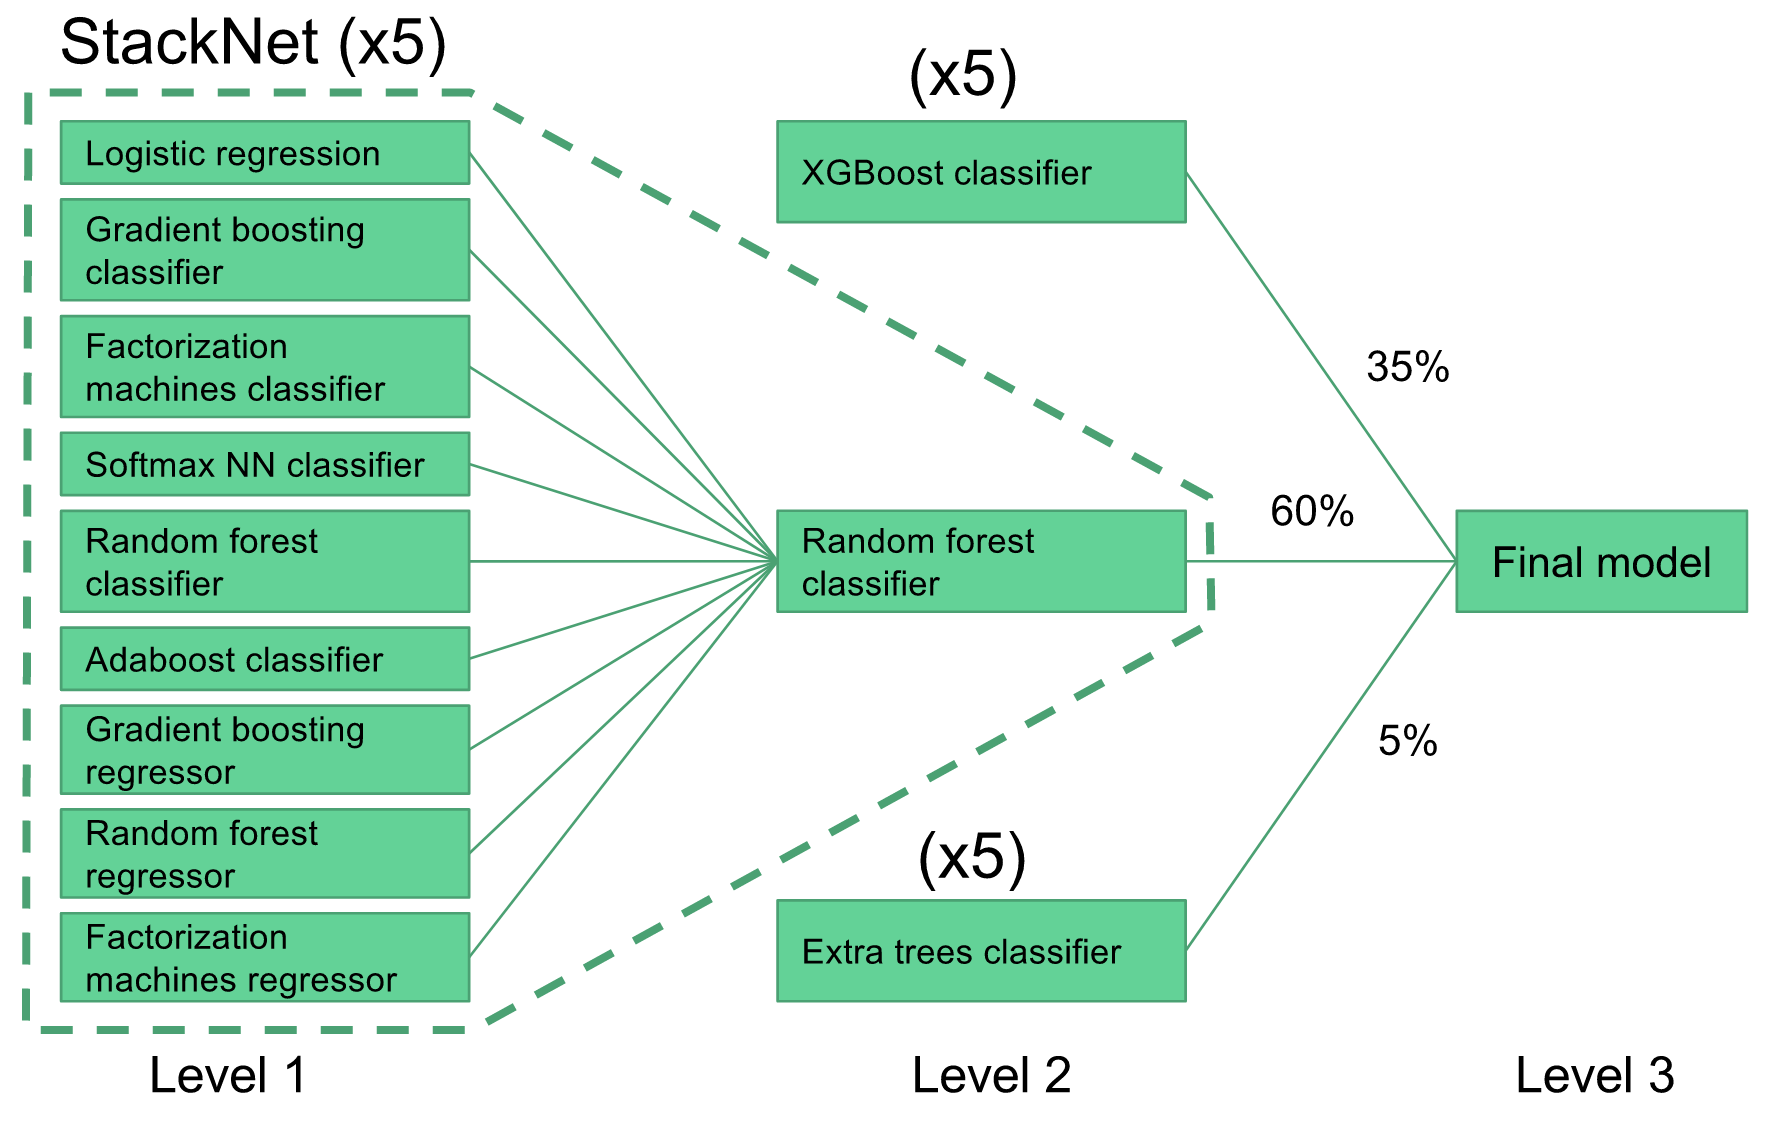 StackNet (x5)
Logistic regression
Gradient boosting
classifier
Factorization
machines classifier
Softmax NN classifier
Random forest
classifier
Adaboost classifier
Gradient boosting
regressor
Random forest
regressor
Factorization
machines regressor
Level 1
(x5)
XGBoost classifier
Random forest
classifier
(x5)
Extra trees classifier
Level 2
35%
60%
5%
Final model
Level 3